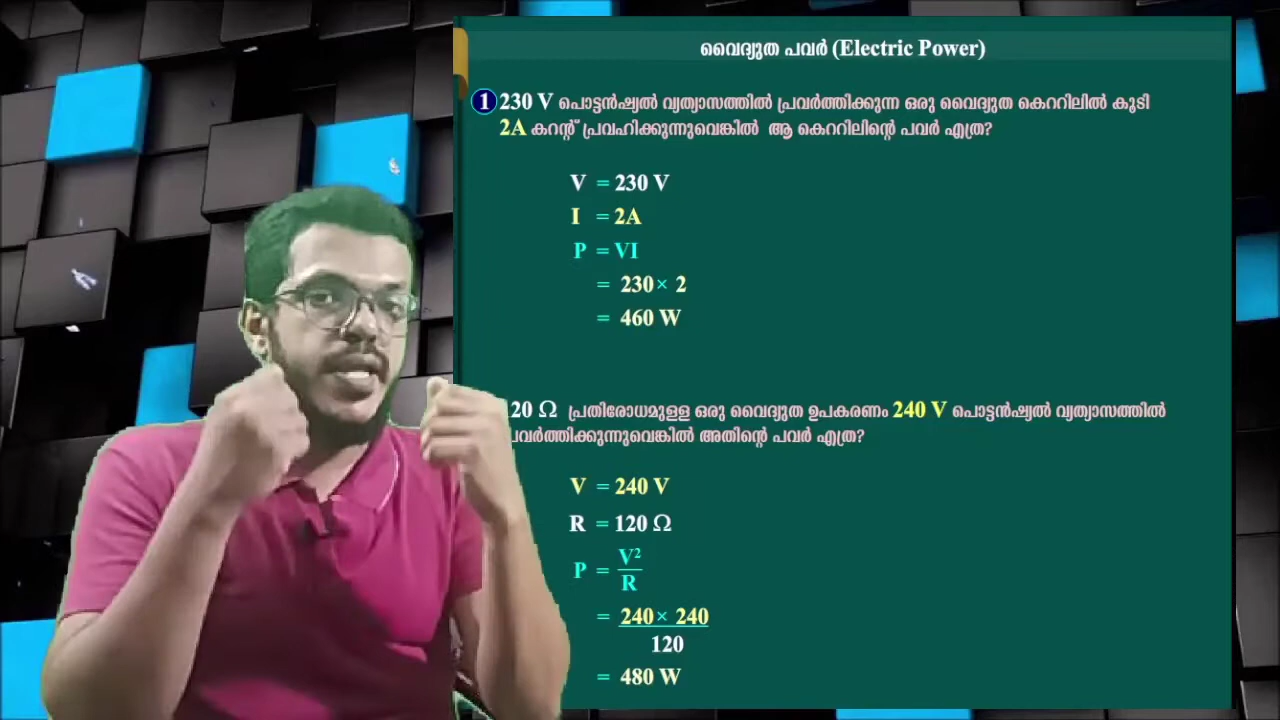 വൈദ്യുത പവർ (Electric Power)
1 230 V പൊട്ടൻഷ്യൽ വ്യത്യാസത്തിൽ പ്രവർത്തിക്കുന്ന ഒരു വൈദ്യുത കെററിലിൽ കൂടി
2A കറന്റ് പ്രവഹിക്കുന്നുവെങ്കിൽ ആ കെററിലിന്റെ പവർ എത്ര?
V = 230 V
I = 2A
P = VI
= 230 × 2
= 460 W
20 Ω പ്രതിരോധമുളള ഒരു വൈദ്യുത ഉപകരണം 240 V പൊട്ടൻഷ്യൽ വ്യത്യാസത്തിൽ
പവർത്തിക്കുന്നുവെങ്കിൽ അതിന്റെ പവർ എത്ര?
V = 240 V
R = 120 Ω
P = V²
R
= 240 × 240
120
= 480 W